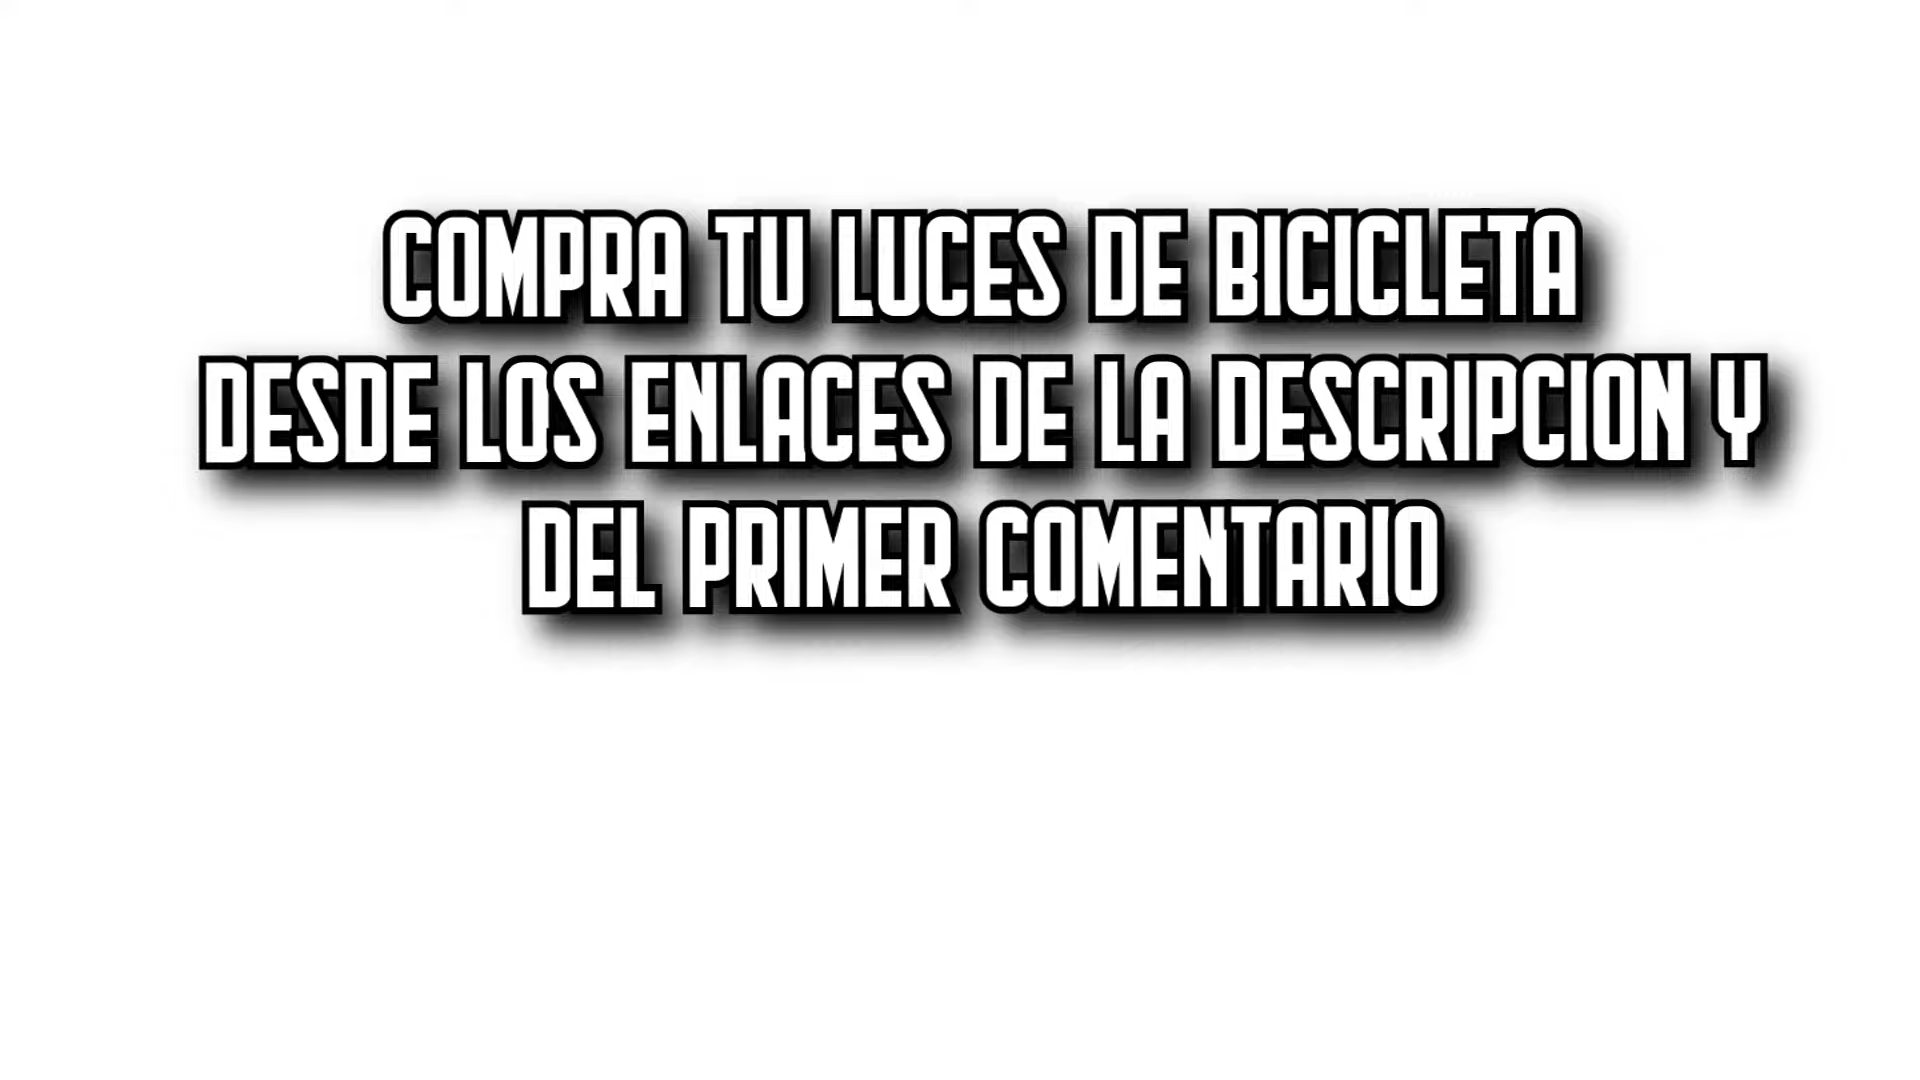 COMPRA TU LUCES DE BICICLETA
DESDE LOS ENLACES DE LA DESCRIPCION Y
DEL PRIMER COMENTARIO